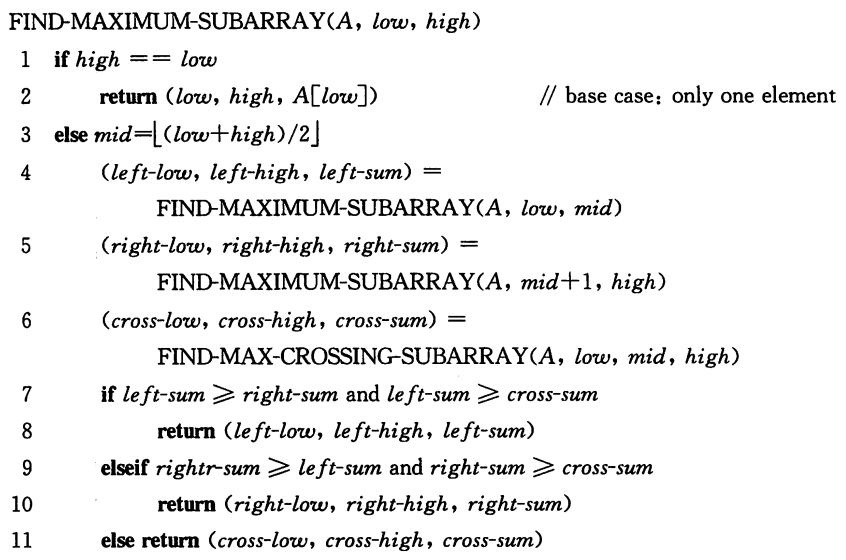 FIND-MAXIMUM-SUBARRAY(A, low, high)
1 if high == low
2 return (low, high, A[low]) // base case: only one element
3 else mid=⌊(low+high)/2⌋
4 (left-low, left-high, left-sum) =
FIND-MAXIMUM-SUBARRAY(A, low, mid)
5 (right-low, right-high, right-sum) =
FIND-MAXIMUM-SUBARRAY(A, mid+1, high)
6 (cross-low, cross-high, cross-sum) =
FIND-MAX-CROSSING-SUBARRAY(A, low, mid, high)
7 if left-sum ⩾ right-sum and left-sum ⩾ cross-sum
8 return (left-low, left-high, left-sum)
9 elseif rightr-sum ⩾ left-sum and right-sum ⩾ cross-sum
10 return (right-low, right-high, right-sum)
11 else return (cross-low, cross-high, cross-sum)